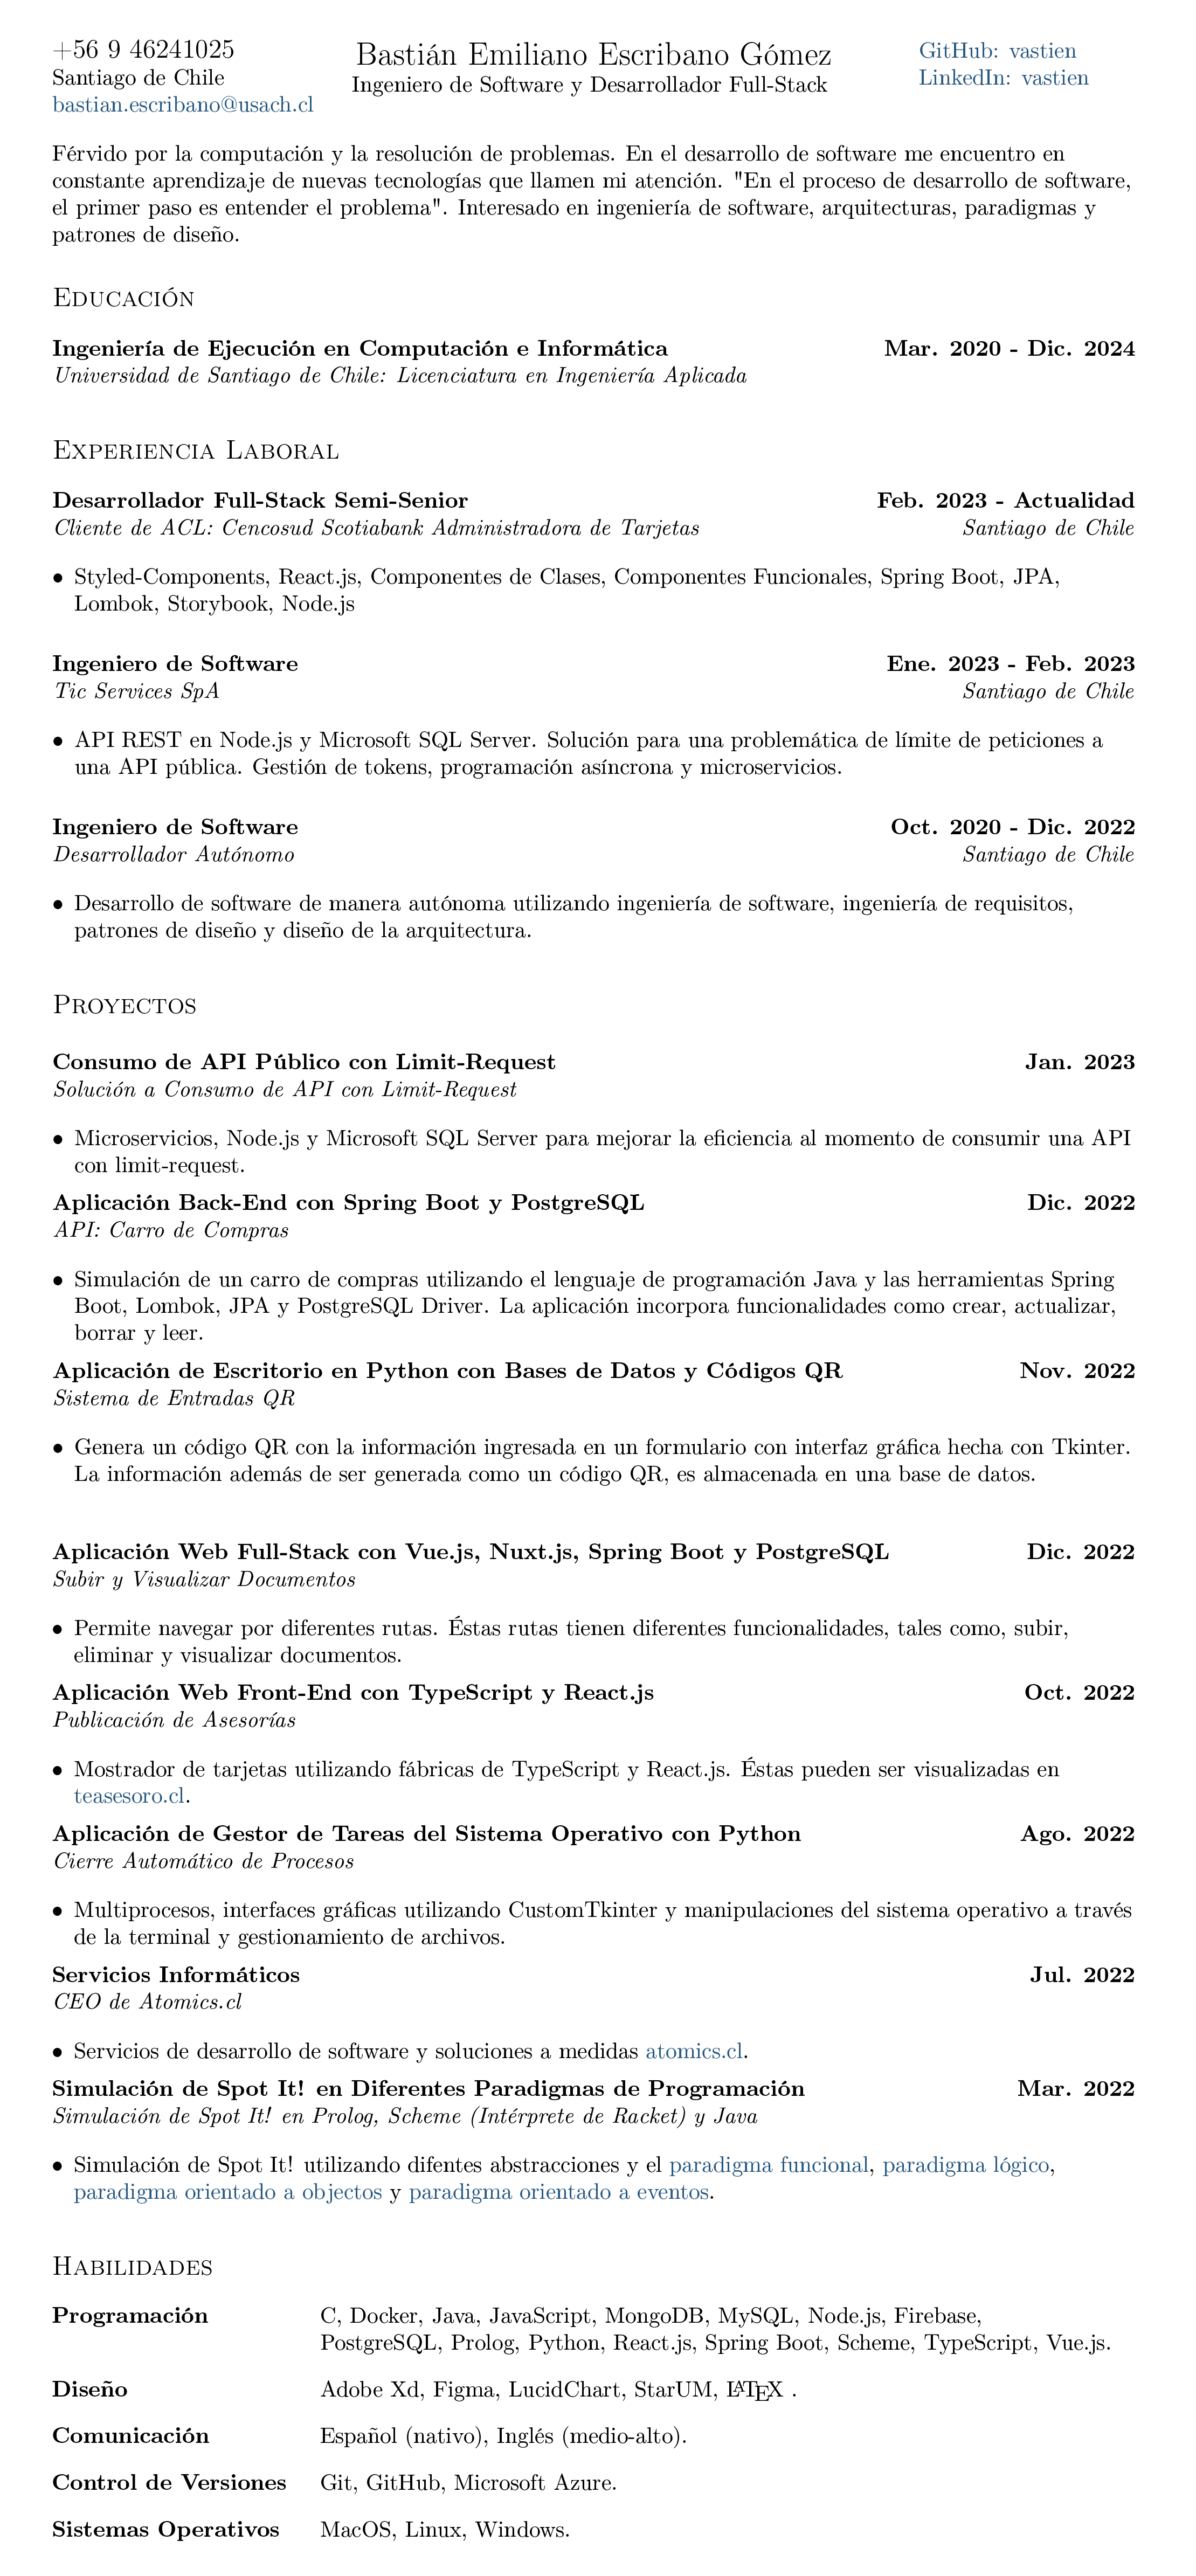 +56 9 46241025
Santiago de Chile
bastian.escribano@usach.cl
Bastián Emiliano Escribano Gómez
Ingeniero de Software y Desarrollador Full-Stack
GitHub: vastien
LinkedIn: vastien
Férvido por la computación y la resolución de problemas. En el desarrollo de software me encuentro en
constante aprendizaje de nuevas tecnologías que llamen mi atención. "En el proceso de desarrollo de software,
el primer paso es entender el problema". Interesado en ingeniería de software, arquitecturas, paradigmas y
patrones de diseño.
Educación
Ingeniería de Ejecución en Computación e Informática Mar. 2020 - Dic. 2024
Universidad de Santiago de Chile: Licenciatura en Ingeniería Aplicada
Experiencia Laboral
Desarrollador Full-Stack Semi-Senior Feb. 2023 - Actualidad
Cliente de ACL: Cencosud Scotiabank Administradora de Tarjetas Santiago de Chile
• Styled-Components, React.js, Componentes de Clases, Componentes Funcionales, Spring Boot, JPA,
Lombok, Storybook, Node.js
Ingeniero de Software Ene. 2023 - Feb. 2023
Tic Services SpA Santiago de Chile
• API REST en Node.js y Microsoft SQL Server. Solución para una problemática de límite de peticiones a
una API pública. Gestión de tokens, programación asíncrona y microservicios.
Ingeniero de Software Oct. 2020 - Dic. 2022
Desarrollador Autónomo Santiago de Chile
• Desarrollo de software de manera autónoma utilizando ingeniería de software, ingeniería de requisitos,
patrones de diseño y diseño de la arquitectura.
Proyectos
Consumo de API Público con Limit-Request Jan. 2023
Solución a Consumo de API con Limit-Request
• Microservicios, Node.js y Microsoft SQL Server para mejorar la eficiencia al momento de consumir una API
con limit-request.
Aplicación Back-End con Spring Boot y PostgreSQL Dic. 2022
API: Carro de Compras
• Simulación de un carro de compras utilizando el lenguaje de programación Java y las herramientas Spring
Boot, Lombok, JPA y PostgreSQL Driver. La aplicación incorpora funcionalidades como crear, actualizar,
borrar y leer.
Aplicación de Escritorio en Python con Bases de Datos y Códigos QR Nov. 2022
Sistema de Entradas QR
• Genera un código QR con la información ingresada en un formulario con interfaz gráfica hecha con Tkinter.
La información además de ser generada como un código QR, es almacenada en una base de datos.
Aplicación Web Full-Stack con Vue.js, Nuxt.js, Spring Boot y PostgreSQL Dic. 2022
Subir y Visualizar Documentos
• Permite navegar por diferentes rutas. Éstas rutas tienen diferentes funcionalidades, tales como, subir,
eliminar y visualizar documentos.
Aplicación Web Front-End con TypeScript y React.js Oct. 2022
Publicación de Asesorías
• Mostrador de tarjetas utilizando fábricas de TypeScript y React.js. Éstas pueden ser visualizadas en
teasesoro.cl.
Aplicación de Gestor de Tareas del Sistema Operativo con Python Ago. 2022
Cierre Automático de Procesos
• Multiprocesos, interfaces gráficas utilizando CustomTkinter y manipulaciones del sistema operativo a través
de la terminal y gestionamiento de archivos.
Servicios Informáticos Jul. 2022
CEO de Atomics.cl
• Servicios de desarrollo de software y soluciones a medidas atomics.cl.
Simulación de Spot It! en Diferentes Paradigmas de Programación Mar. 2022
Simulación de Spot It! en Prolog, Scheme (Intérprete de Racket) y Java
• Simulación de Spot It! utilizando difentes abstracciones y el paradigma funcional, paradigma lógico,
paradigma orientado a objectos y paradigma orientado a eventos.
Habilidades
Programación C, Docker, Java, JavaScript, MongoDB, MySQL, Node.js, Firebase,
PostgreSQL, Prolog, Python, React.js, Spring Boot, Scheme, TypeScript, Vue.js.
Diseño Adobe Xd, Figma, LucidChart, StarUM, LATEX .
Comunicación Español (nativo), Inglés (medio-alto).
Control de Versiones Git, GitHub, Microsoft Azure.
Sistemas Operativos MacOS, Linux, Windows.